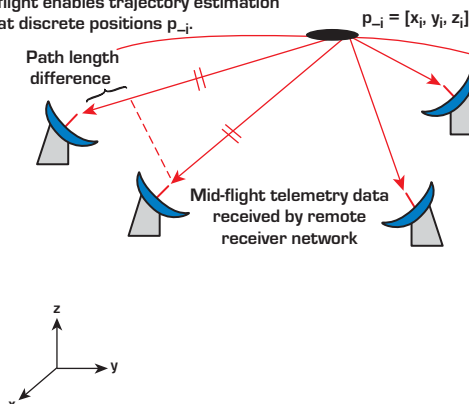 flight enables trajectory estimation
at discrete positions p_i.
p_i = [xi, yi, zi]
Path length
difference
Mid-flight telemetry data
received by remote
receiver network
z
y
x